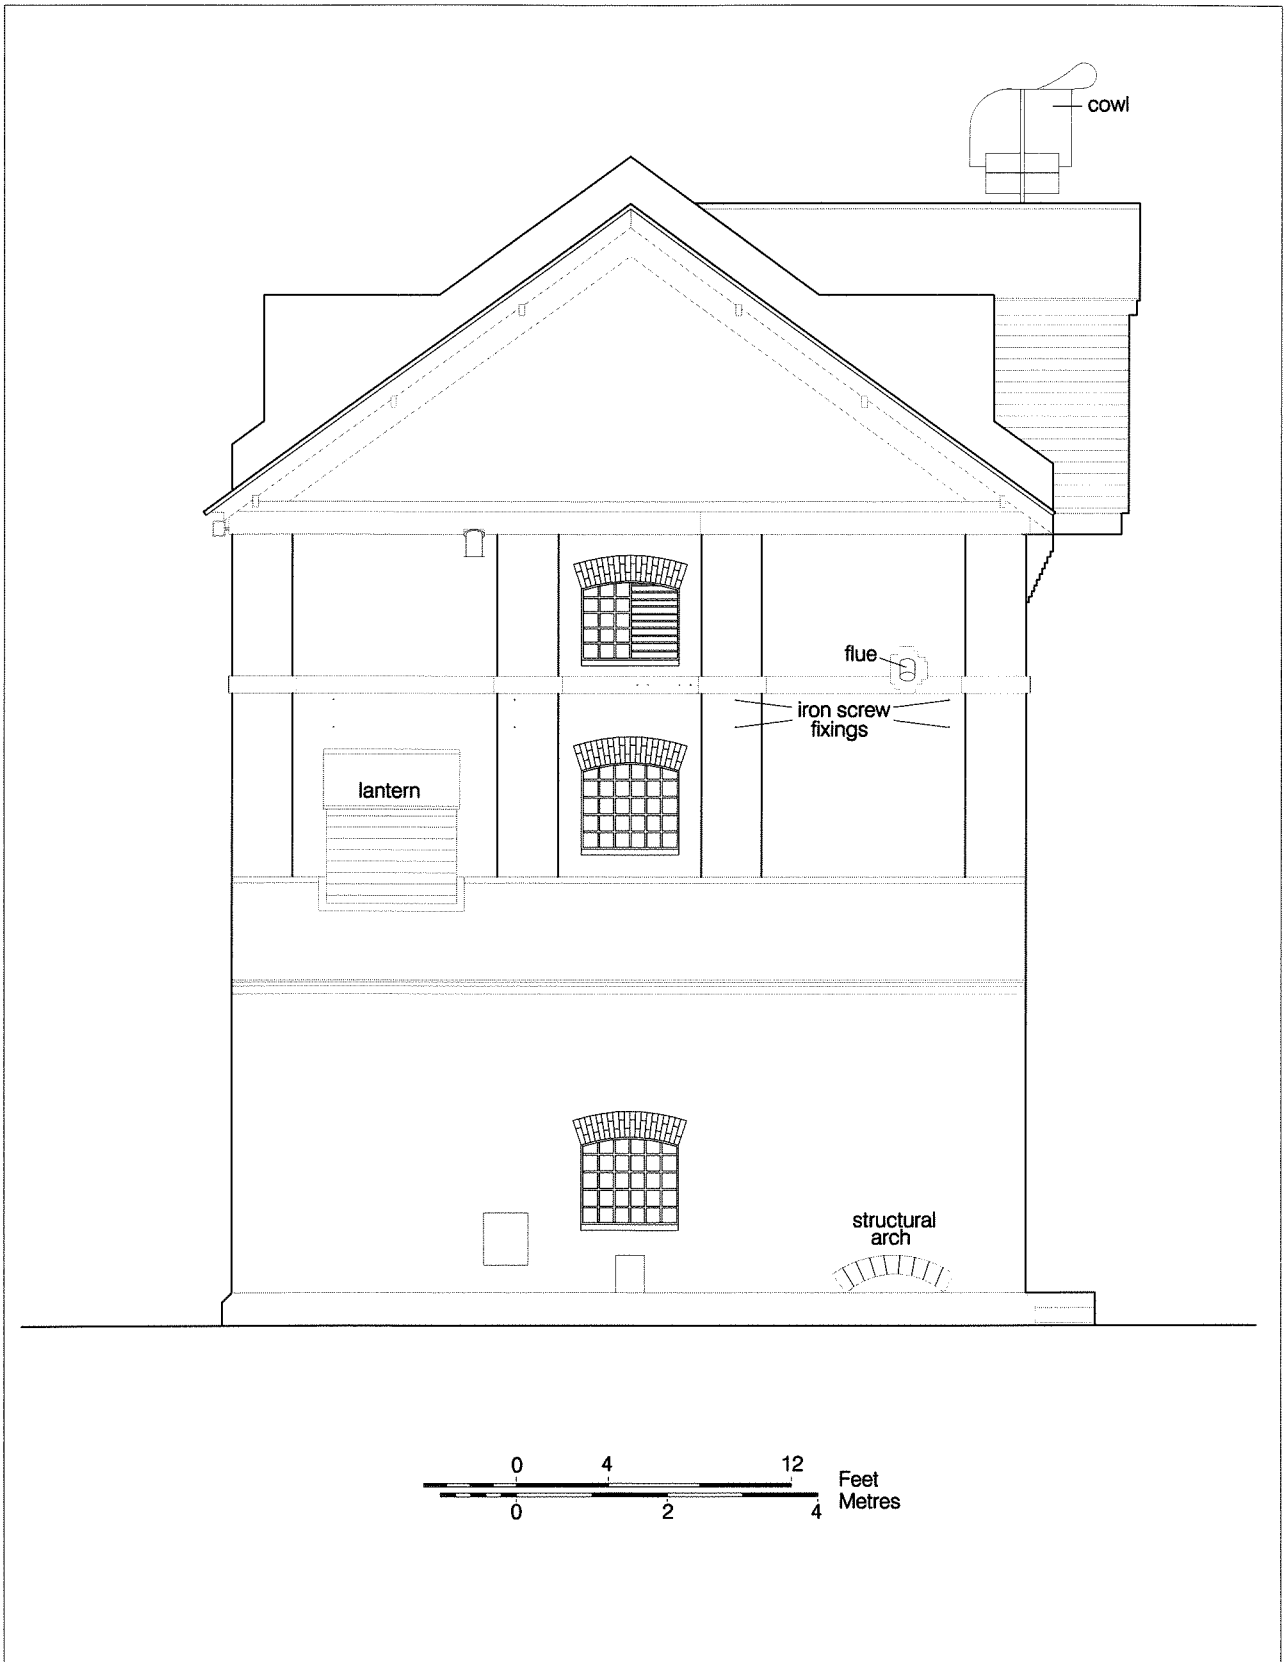 cowl
flue
iron screw
fixings
lantern
structural
arch
0 4 12
Feet
Metres
0 2 4